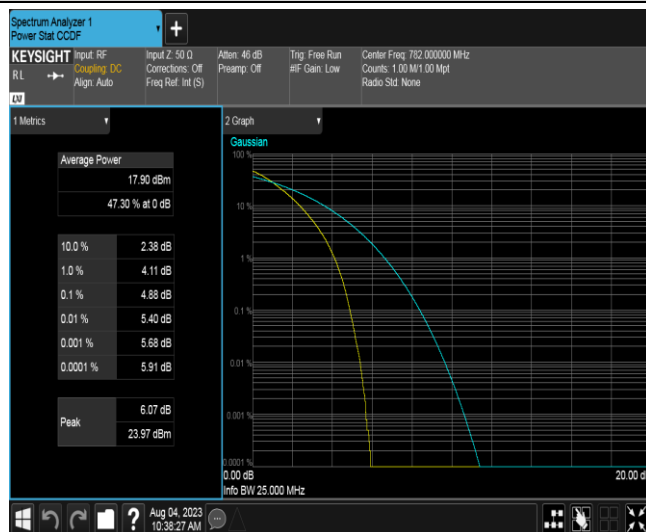 Spectrum Analyzer 1
Power Stat CCDF
+
KEYSIGHT
RL
LXI
Input: RF
Coupling: DC
Align: Auto
Input Z: 50 Ω
Corrections: Off
Freq Ref: Int (S)
Atten: 46 dB
Preamp: Off
Trig: Free Run
#IF Gain: Low
Center Freq: 782.000000 MHz
Counts: 1.00 M/1.00 Mpt
Radio Std: None
1 Metrics
Average Power
17.90 dBm
47.30 % at 0 dB
10.0 % 2.38 dB
1.0 % 4.11 dB
0.1 % 4.88 dB
0.01 % 5.40 dB
0.001 % 5.68 dB
0.0001 % 5.91 dB
Peak
6.07 dB
23.97 dBm
2 Graph
Gaussian
100 %
10 %
1 %
0.1 %
0.01 %
0.001 %
0.0001 %
0.00 dB
20.00 d
Info BW 25.000 MHz
?
Aug 04, 2023
10:38:27 AM